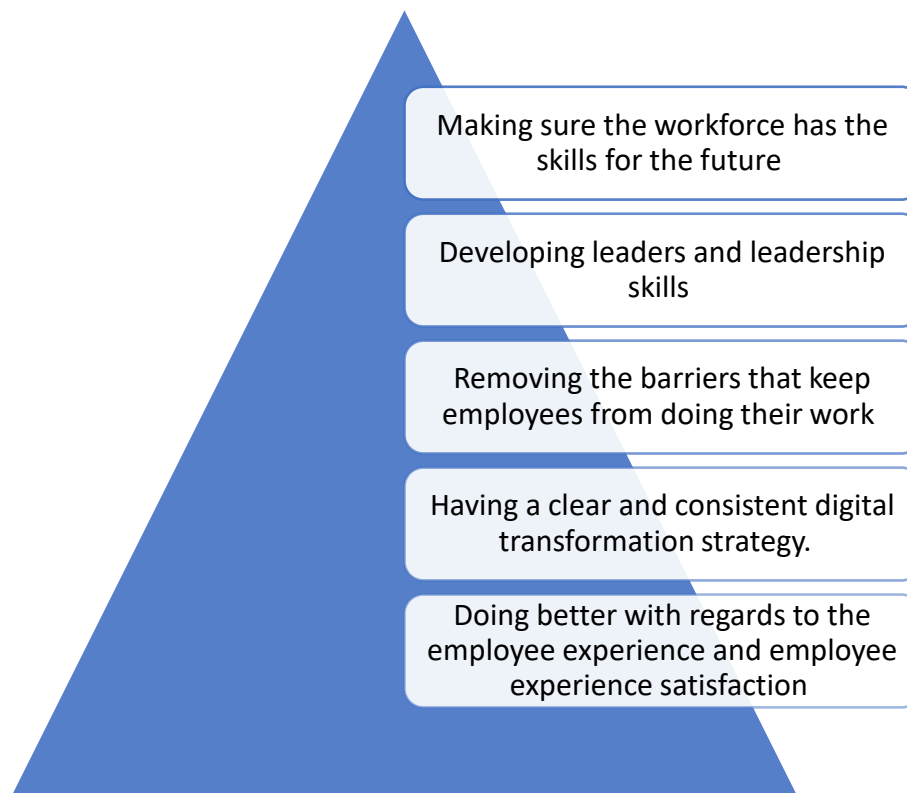 Making sure the workforce has the
skills for the future
Developing leaders and leadership
skills
Removing the barriers that keep
employees from doing their work
Having a clear and consistent digital
transformation strategy.
Doing better with regards to the
employee experience and employee
experience satisfaction